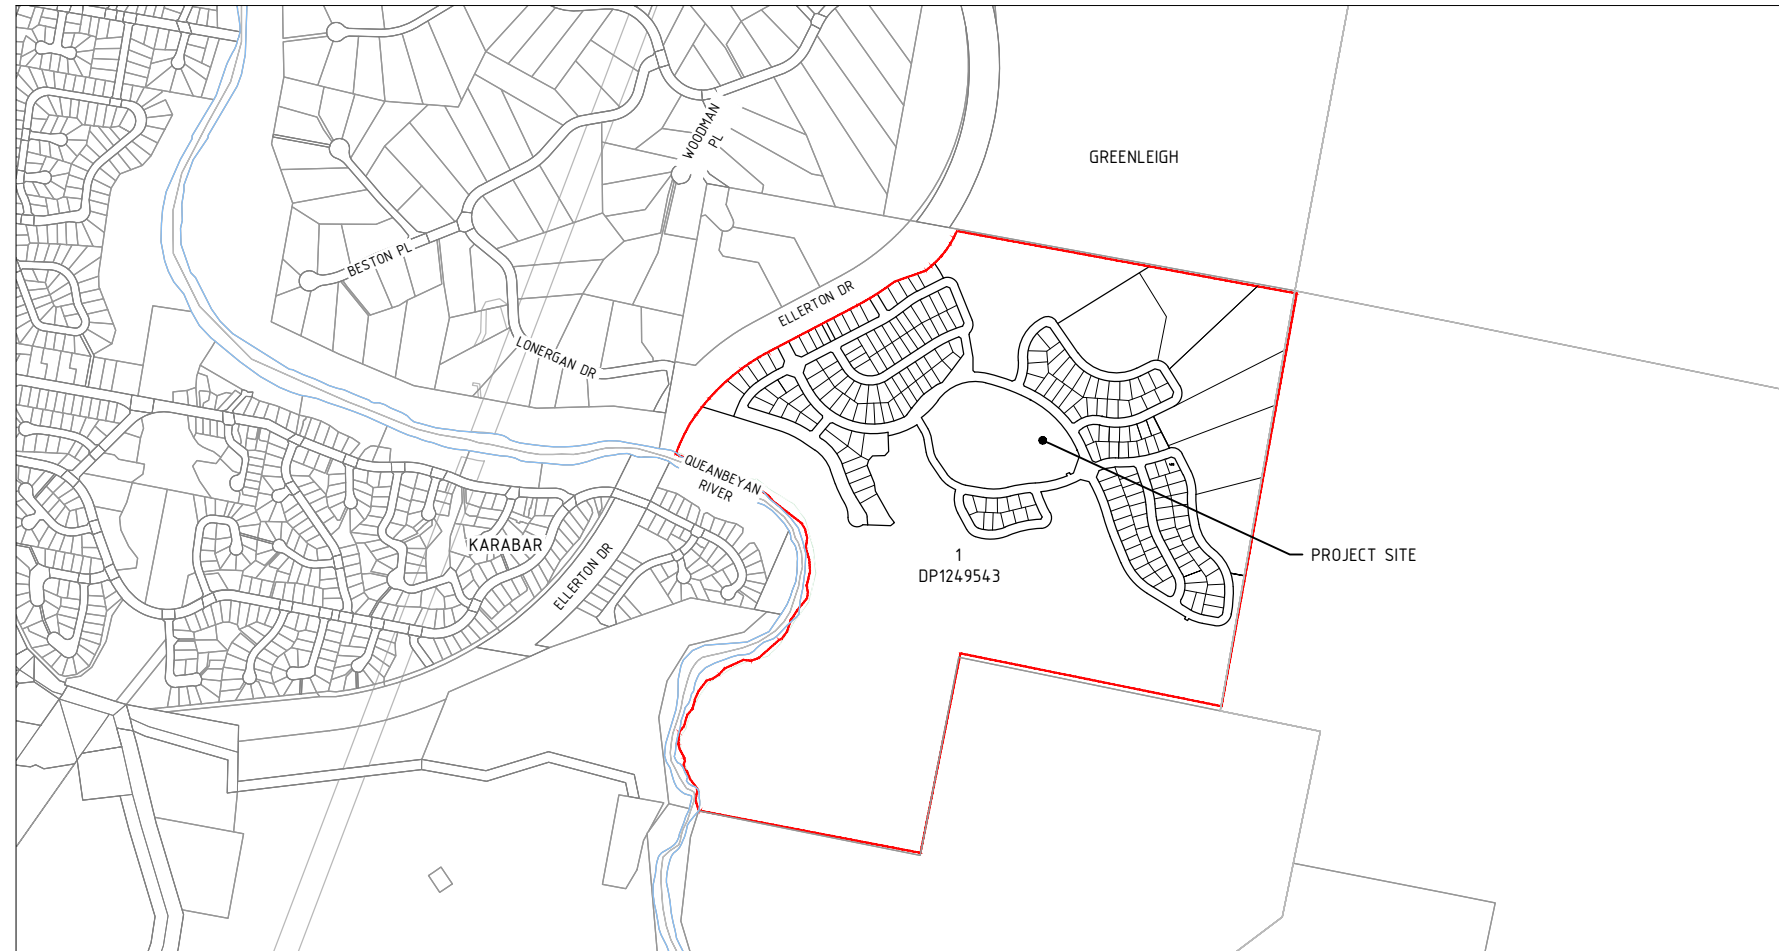 WOODMAN
PL
GREENLEIGH
BESTON PL
ELLERTON DR
LONERGAN DR
QUEANBEYAN
RIVER
KARABAR
ELLERTON DR
1
DP1249543
PROJECT SITE